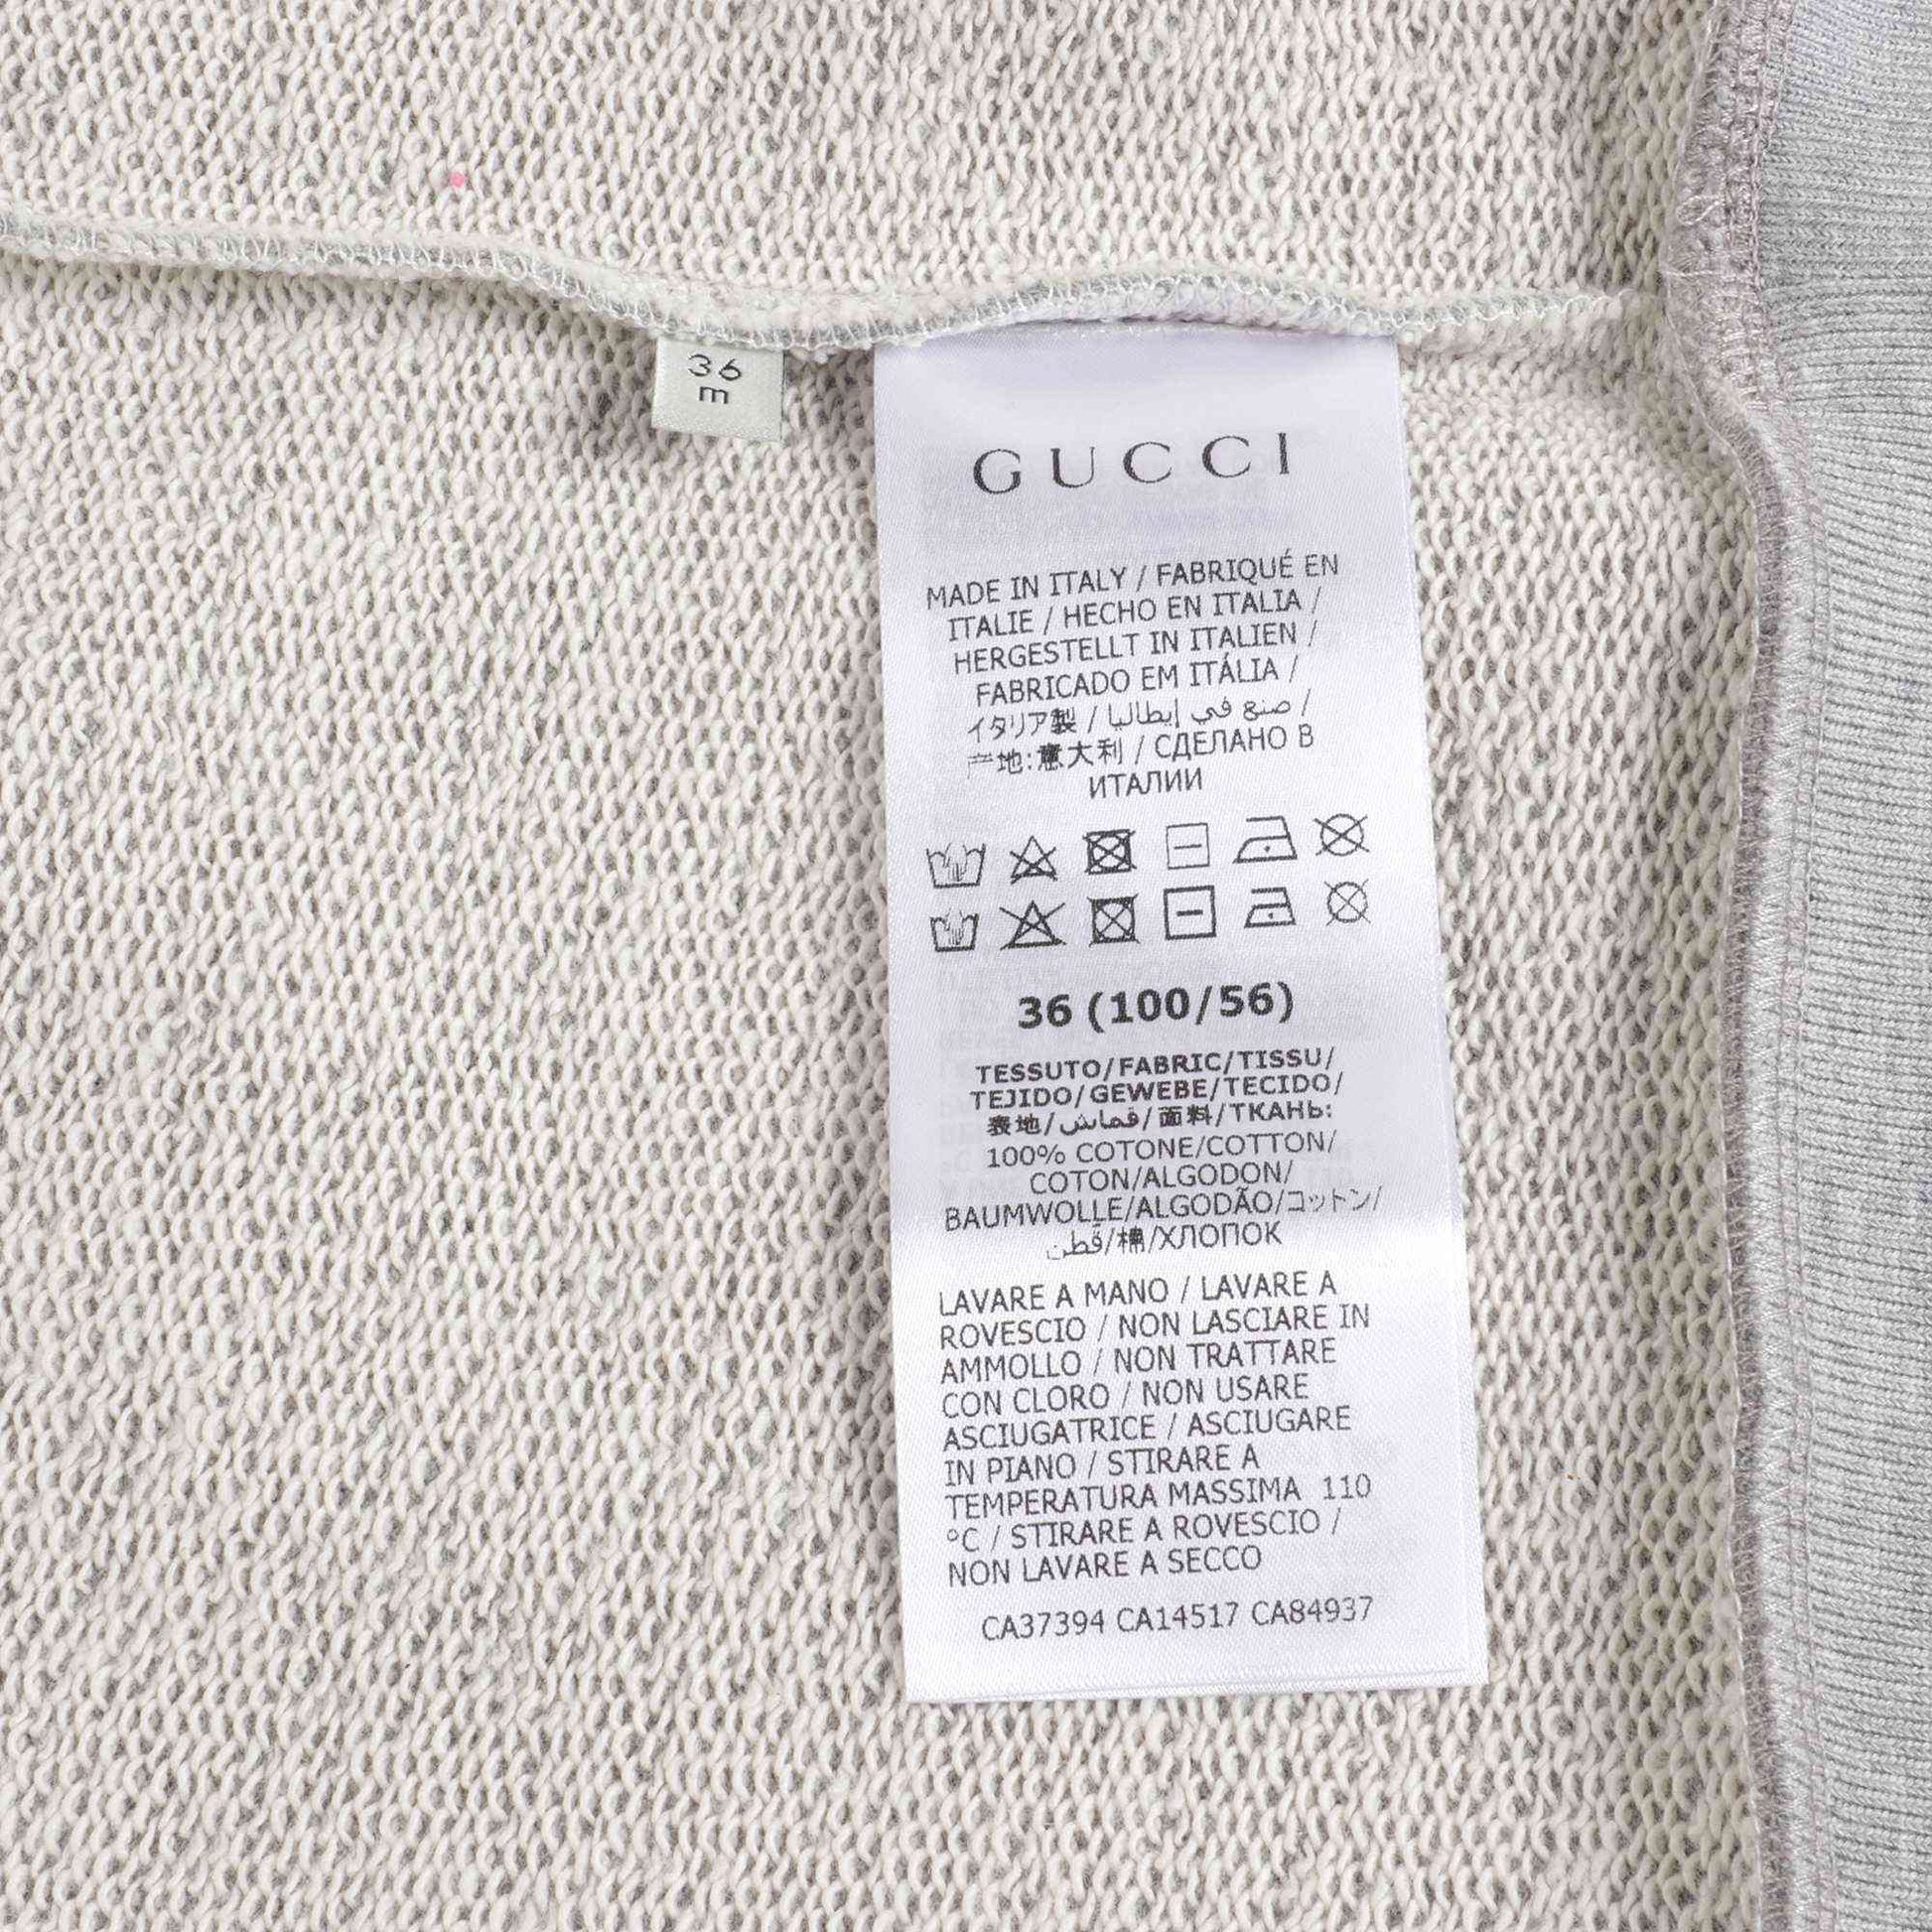 36
m
GUCCI
MADE IN ITALY / FABRIQUÉ EN
ITALIE / HECHO EN ITALIA /
HERGESTELLT IN ITALIEN /
FABRICADO EM ITÁLIA /
イタリア製 / صنع في إيطاليا /
产地:意大利 / СДЕЛАНО В
ИТАЛИИ
36 (100/56)
TESSUTO/FABRIC/TISSU/
TEJIDO/GEWEBE/TECIDO/
表地/قماش/面料/ТКАНЬ:
100% COTONE/COTTON/
COTON/ALGODON/
BAUMWOLLE/ALGODÃO/コットン/
قطن/棉/ХЛОПОК
LAVARE A MANO / LAVARE A
ROVESCIO / NON LASCIARE IN
AMMOLLO / NON TRATTARE
CON CLORO / NON USARE
ASCIUGATRICE / ASCIUGARE
IN PIANO / STIRARE A
TEMPERATURA MASSIMA 110
°C / STIRARE A ROVESCIO /
NON LAVARE A SECCO
CA37394 CA14517 CA84937